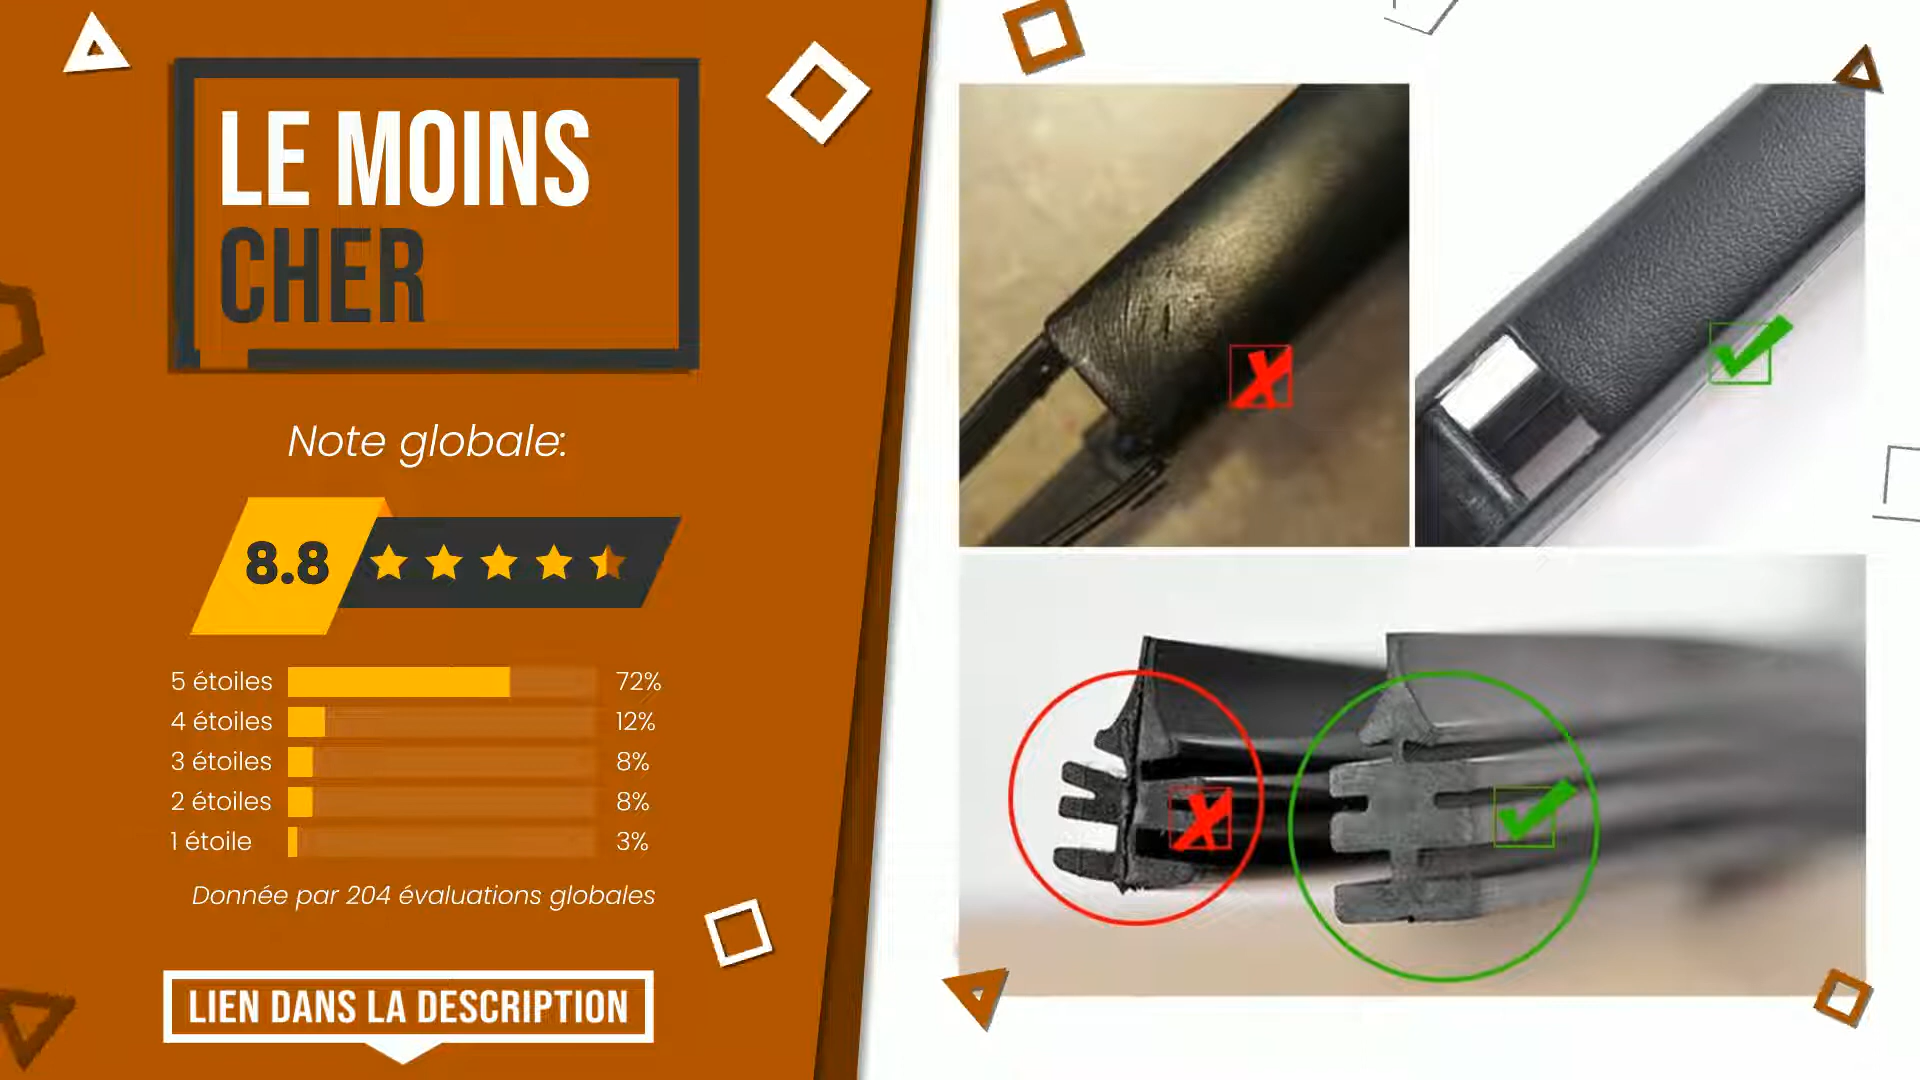 LE MOINS
CHER
Note globale:
8.8
5 étoiles 72%
4 étoiles 12%
3 étoiles 8%
2 étoiles 8%
1 étoile 3%
Donnée par 204 évaluations globales
LIEN DANS LA DESCRIPTION